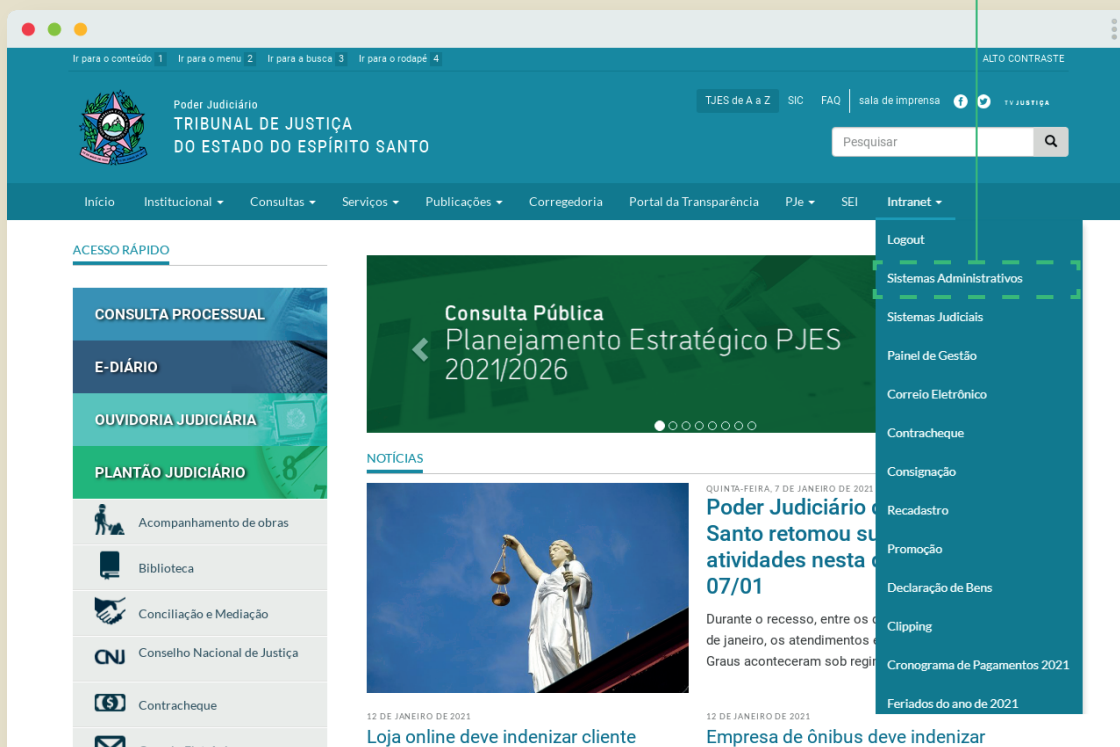 Ir para o conteúdo 1 Ir para o menu 2 Ir para a busca 3 Ir para o rodapé 4
ALTO CONTRASTE
Poder Judiciário
TRIBUNAL DE JUSTIÇA
DO ESTADO DO ESPÍRITO SANTO
TJES de A a Z SIC FAQ sala de imprensa TV JUSTIÇA
Pesquisar
Início Institucional Consultas Serviços Publicações Corregedoria Portal da Transparência PJe SEI Intranet
Logout
Sistemas Administrativos
Sistemas Judiciais
Painel de Gestão
Correio Eletrônico
Contracheque
Consignação
Recadastro
Promoção
Declaração de Bens
Clipping
Cronograma de Pagamentos 2021
Feriados do ano de 2021
ACESSO RÁPIDO
CONSULTA PROCESSUAL
E-DIÁRIO
OUVIDORIA JUDICIÁRIA
PLANTÃO JUDICIÁRIO
Acompanhamento de obras
Biblioteca
Conciliação e Mediação
CNJ Conselho Nacional de Justiça
Contracheque
Consulta Pública
Planejamento Estratégico PJES
2021/2026
NOTÍCIAS
QUINTA-FEIRA, 7 DE JANEIRO DE 2021
Poder Judiciário
Santo retomou
atividades nesta
07/01
Durante o recesso, entre os
de janeiro, os atendimentos
Graus aconteceram sob
12 DE JANEIRO DE 2021
Loja online deve indenizar cliente
12 DE JANEIRO DE 2021
Empresa de ônibus deve indenizar